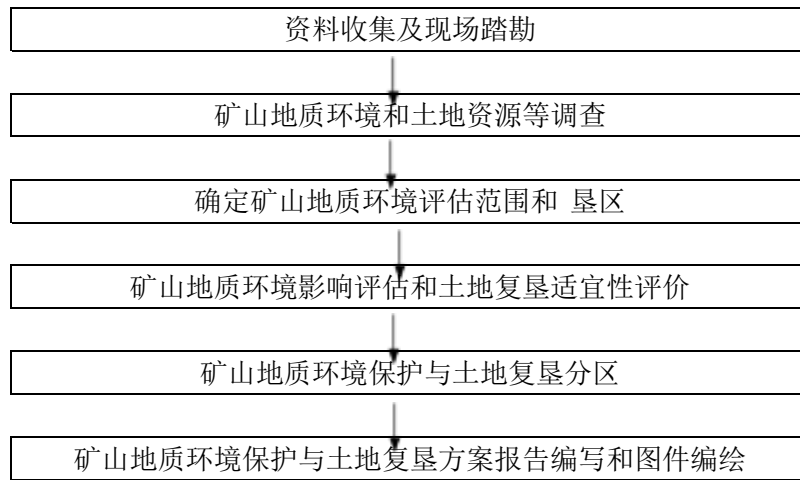 资料收集及现场踏勘
矿山地质环境和土地资源等调查
确定矿山地质环境评估范围和 垦区
矿山地质环境影响评估和土地复垦适宜性评价
矿山地质环境保护与土地复垦分区
矿山地质环境保护与土地复垦方案报告编写和图件编绘